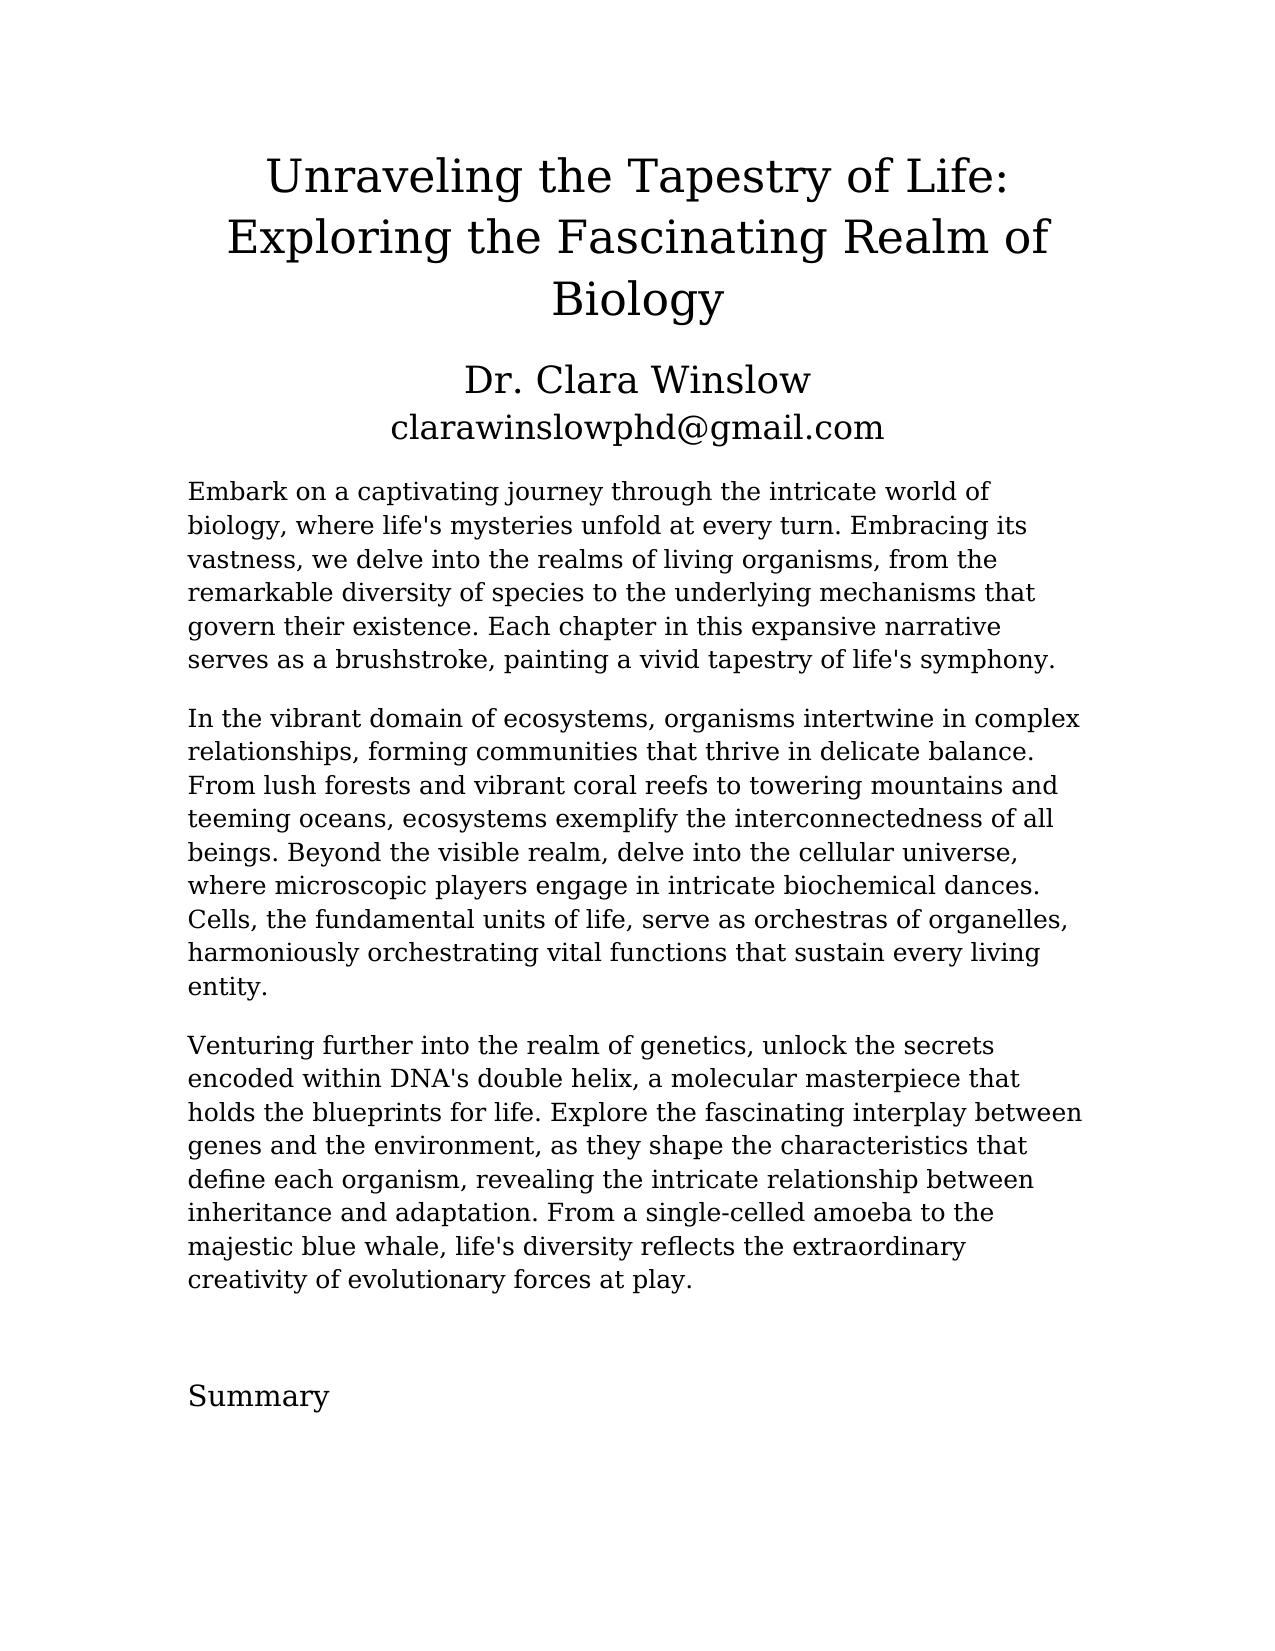 Unraveling the Tapestry of Life:
Exploring the Fascinating Realm of
Biology
Dr. Clara Winslow
clarawinslowphd@gmail.com
Embark on a captivating journey through the intricate world of
biology, where life's mysteries unfold at every turn. Embracing its
vastness, we delve into the realms of living organisms, from the
remarkable diversity of species to the underlying mechanisms that
govern their existence. Each chapter in this expansive narrative
serves as a brushstroke, painting a vivid tapestry of life's symphony.
In the vibrant domain of ecosystems, organisms intertwine in complex
relationships, forming communities that thrive in delicate balance.
From lush forests and vibrant coral reefs to towering mountains and
teeming oceans, ecosystems exemplify the interconnectedness of all
beings. Beyond the visible realm, delve into the cellular universe,
where microscopic players engage in intricate biochemical dances.
Cells, the fundamental units of life, serve as orchestras of organelles,
harmoniously orchestrating vital functions that sustain every living
entity.
Venturing further into the realm of genetics, unlock the secrets
encoded within DNA's double helix, a molecular masterpiece that
holds the blueprints for life. Explore the fascinating interplay between
genes and the environment, as they shape the characteristics that
define each organism, revealing the intricate relationship between
inheritance and adaptation. From a single-celled amoeba to the
majestic blue whale, life's diversity reflects the extraordinary
creativity of evolutionary forces at play.
Summary